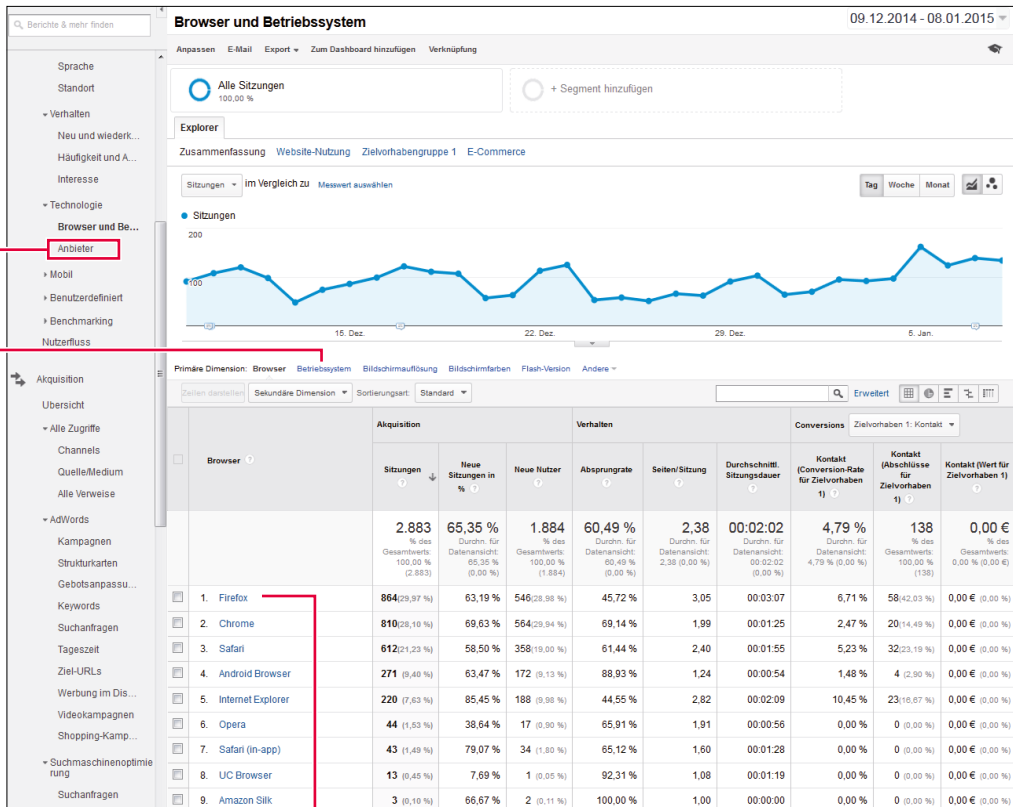 Berichte & mehr finden
Sprache
Standort
Verhalten
Neu und wiederk...
Häufigkeit und A...
Interesse
Technologie
Browser und Be...
Anbieter
Mobil
Benutzerdefiniert
Benchmarking
Nutzerfluss
Akquisition
Übersicht
Alle Zugriffe
Channels
Quelle/Medium
Alle Verweise
AdWords
Kampagnen
Strukturkarten
Gebotsanpassu...
Keywords
Suchanfragen
Tageszeit
Ziel-URLs
Werbung im Dis...
Videokampagnen
Shopping-Kamp...
Suchmaschinenoptimie
rung
Suchanfragen
Browser und Betriebssystem
09.12.2014 - 08.01.2015
Anpassen E-Mail Export Zum Dashboard hinzufügen Verknüpfung
Alle Sitzungen
100,00 %
+ Segment hinzufügen
Explorer
Zusammenfassung Website-Nutzung Zielvorhabengruppe 1 E-Commerce
Sitzungen im Vergleich zu Messwert auswählen
Tag Woche Monat
Sitzungen
200
100
15. Dez. 22. Dez. 29. Dez. 5. Jan.
Primäre Dimension: Browser Betriebssystem Bildschirmauflösung Bildschirmfarben Flash-Version Andere
Zeilen darstellen Sekundäre Dimension Sortierungsart: Standard Erweitert
Akquisition Verhalten Conversions Zielvorhaben 1: Kontakt
Browser
Sitzungen
Neue
Sitzungen in
%
Neue Nutzer
Absprungrate
Seiten/Sitzung
Durchschnittl.
Sitzungsdauer
Kontakt
(Conversion-Rate
für Zielvorhaben
1)
Kontakt
(Abschlüsse
für
Zielvorhaben
1)
Kontakt (Wert für
Zielvorhaben 1)
2.883
% des
Gesamtwerts:
100,00 %
(2.883)
65,35 %
Durchn. für
Datenansicht:
65,35 %
(0,00 %)
1.884
% des
Gesamtwerts:
100,00 %
(1.884)
60,49 %
Durchn. für
Datenansicht:
60,49 %
(0,00 %)
2,38
Durchn. für
Datenansicht:
2,38 (0,00 %)
00:02:02
Durchn. für
Datenansicht:
00:02:02
(0,00 %)
4,79 %
Durchn. für
Datenansicht:
4,79 % (0,00 %)
138
% des
Gesamtwerts:
100,00 %
(138)
0,00 €
% des
Gesamtwerts:
0,00 % (0,00 €)
1. Firefox 864(29,97 %) 63,19 % 546(28,98 %) 45,72 % 3,05 00:03:07 6,71 % 58(42,03 %) 0,00 € (0,00 %)
2. Chrome 810(28,10 %) 69,63 % 564(29,94 %) 69,14 % 1,99 00:01:25 2,47 % 20(14,49 %) 0,00 € (0,00 %)
3. Safari 612(21,23 %) 58,50 % 358(19,00 %) 61,44 % 2,40 00:01:55 5,23 % 32(23,19 %) 0,00 € (0,00 %)
4. Android Browser 271 (9,40 %) 63,47 % 172 (9,13 %) 88,93 % 1,24 00:00:54 1,48 % 4 (2,90 %) 0,00 € (0,00 %)
5. Internet Explorer 220 (7,63 %) 85,45 % 188 (9,98 %) 44,55 % 2,82 00:02:09 10,45 % 23(16,67 %) 0,00 € (0,00 %)
6. Opera 44 (1,53 %) 38,64 % 17 (0,90 %) 65,91 % 1,91 00:00:56 0,00 % 0 (0,00 %) 0,00 € (0,00 %)
7. Safari (in-app) 43 (1,49 %) 79,07 % 34 (1,80 %) 65,12 % 1,60 00:01:28 0,00 % 0 (0,00 %) 0,00 € (0,00 %)
8. UC Browser 13 (0,45 %) 7,69 % 1 (0,05 %) 92,31 % 1,08 00:01:19 0,00 % 0 (0,00 %) 0,00 € (0,00 %)
9. Amazon Silk 3 (0,10 %) 66,67 % 2 (0,11 %) 100,00 % 1,00 00:00:00 0,00 % 0 (0,00 %) 0,00 € (0,00 %)